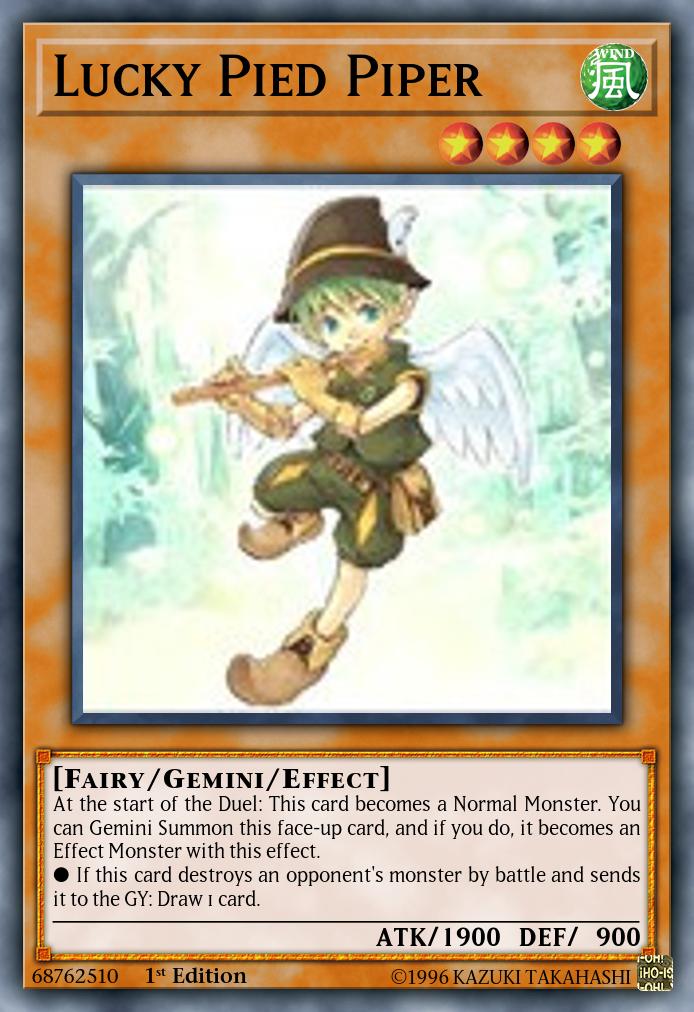 Lucky Pied Piper
WIND
風
[Fairy/Gemini/Effect]
At the start of the Duel: This card becomes a Normal Monster. You
can Gemini Summon this face-up card, and if you do, it becomes an
Effect Monster with this effect.
● If this card destroys an opponent's monster by battle and sends
it to the GY: Draw 1 card.
ATK/1900 DEF/ 900
68762510 1st Edition ©1996 KAZUKI TAKAHASHI